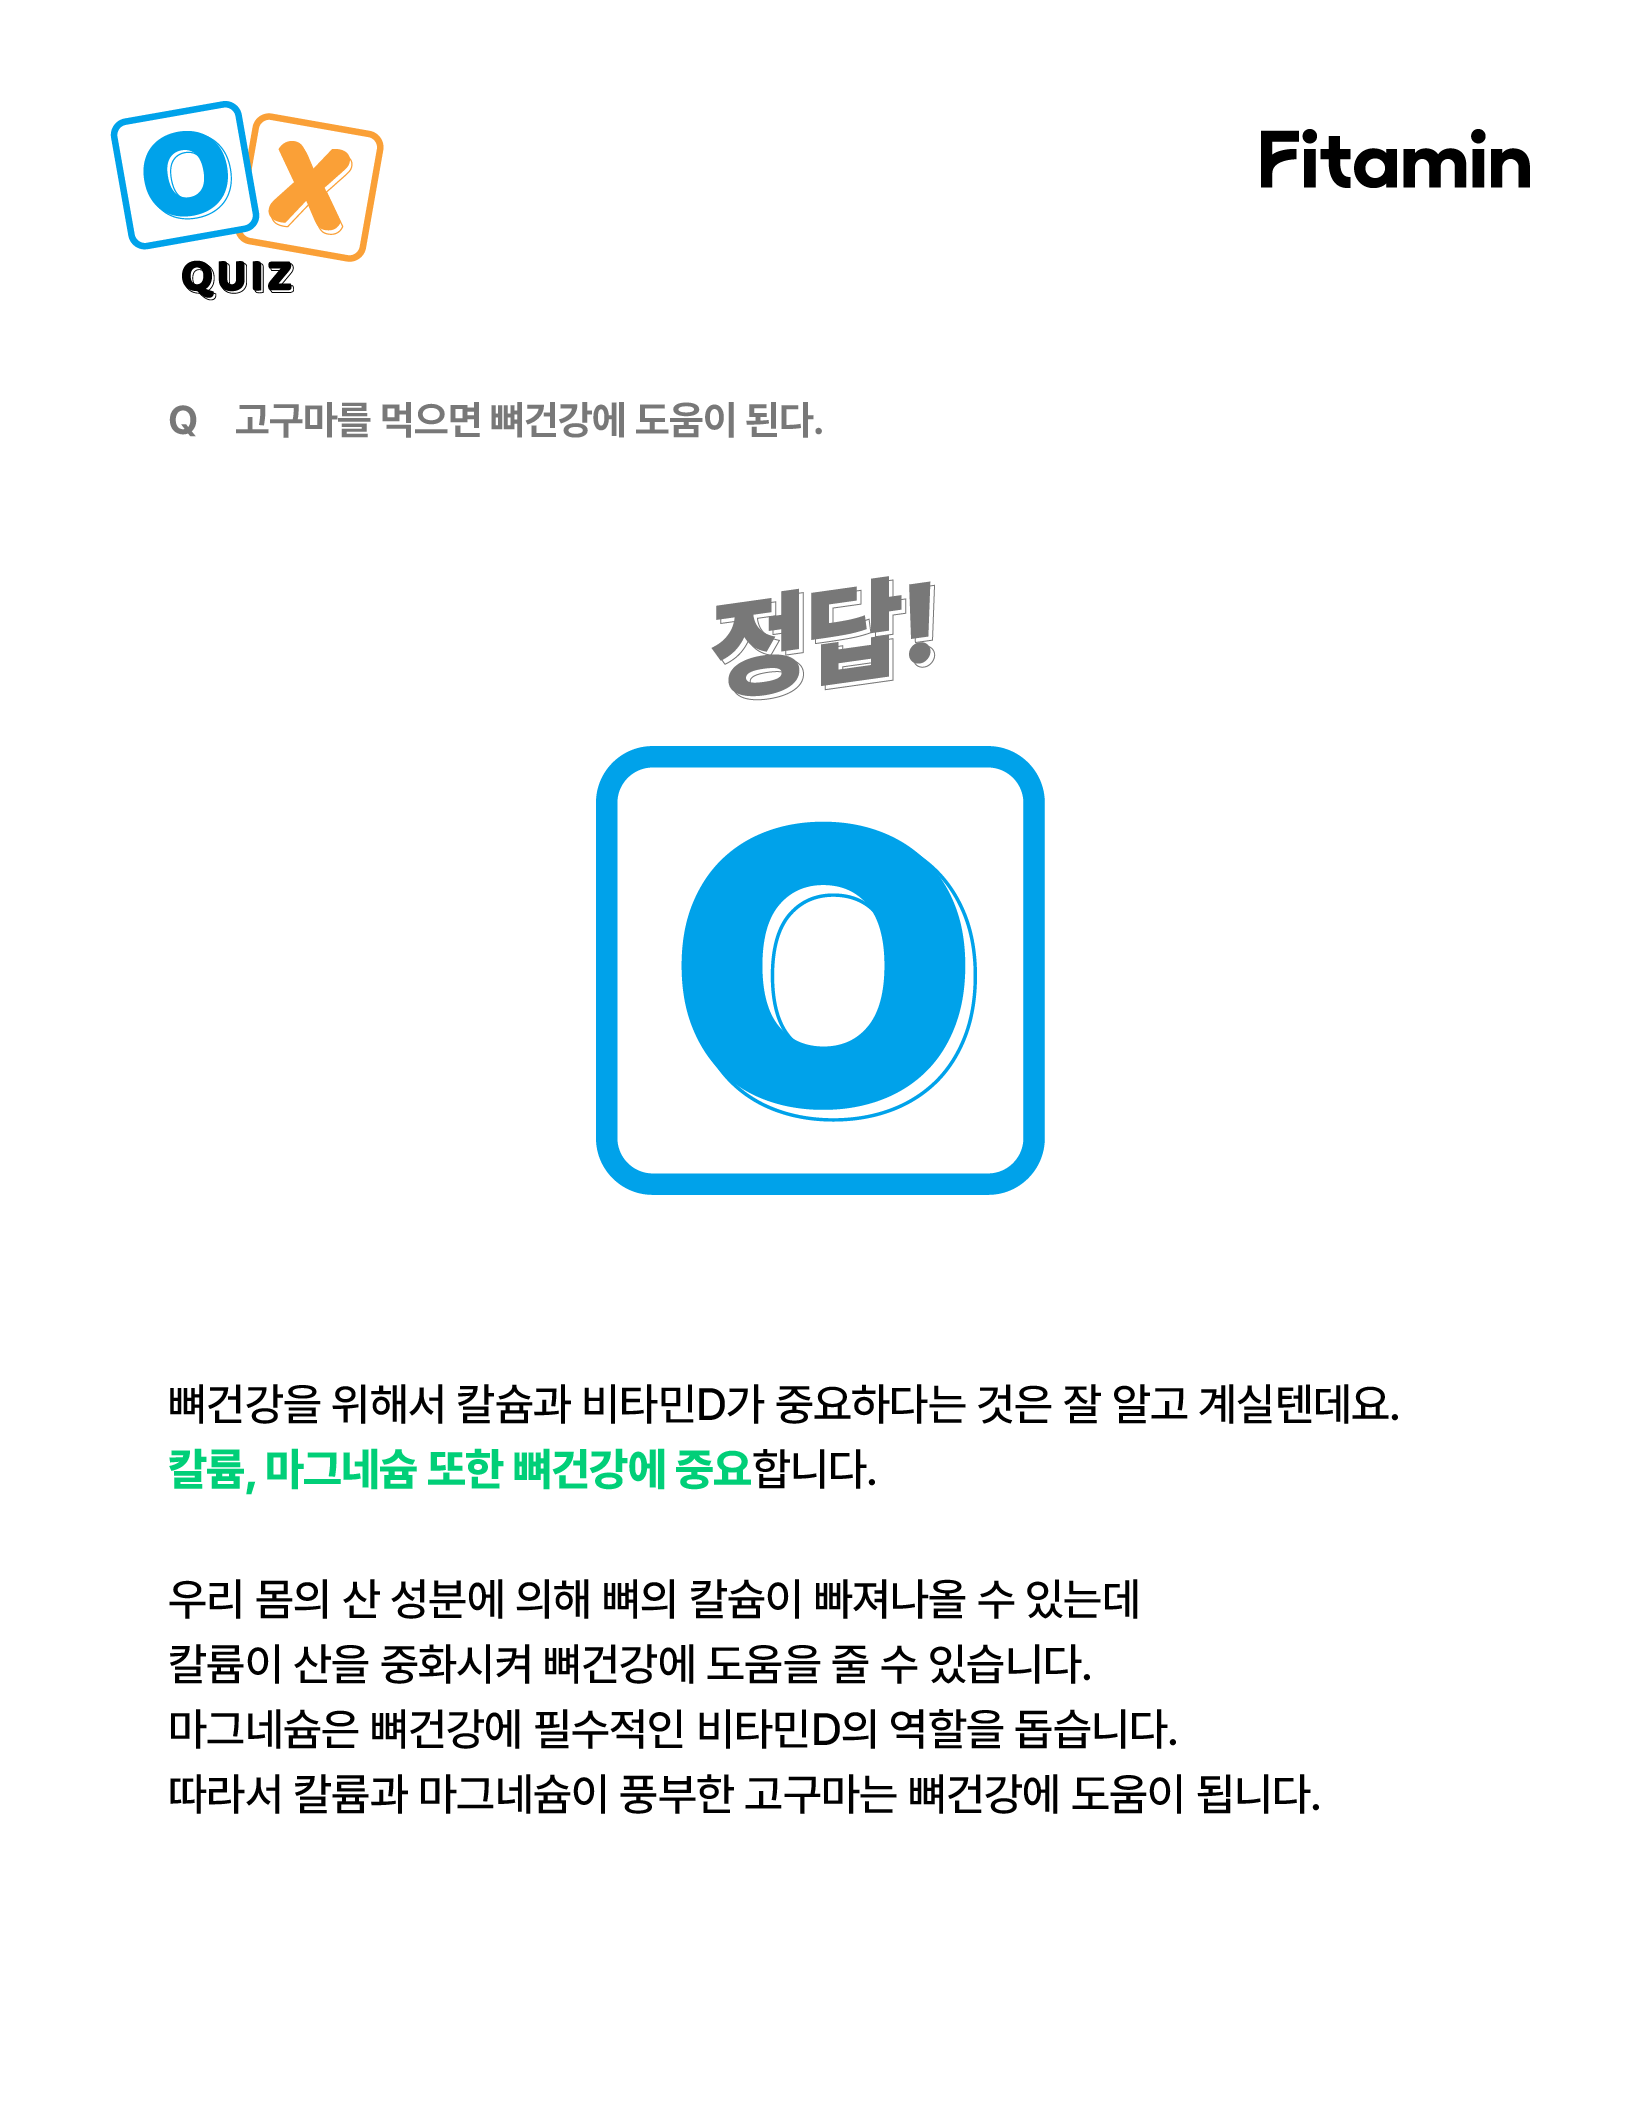 O X
QUIZ
Fitamin
Q 고구마를 먹으면 뼈건강에 도움이 된다.
정답!
O
뼈건강을 위해서 칼슘과 비타민D가 중요하다는 것은 잘 알고 계실텐데요.
칼륨, 마그네슘 또한 뼈건강에 중요합니다.
우리 몸의 산 성분에 의해 뼈의 칼슘이 빠져나올 수 있는데
칼륨이 산을 중화시켜 뼈건강에 도움을 줄 수 있습니다.
마그네슘은 뼈건강에 필수적인 비타민D의 역할을 돕습니다.
따라서 칼륨과 마그네슘이 풍부한 고구마는 뼈건강에 도움이 됩니다.